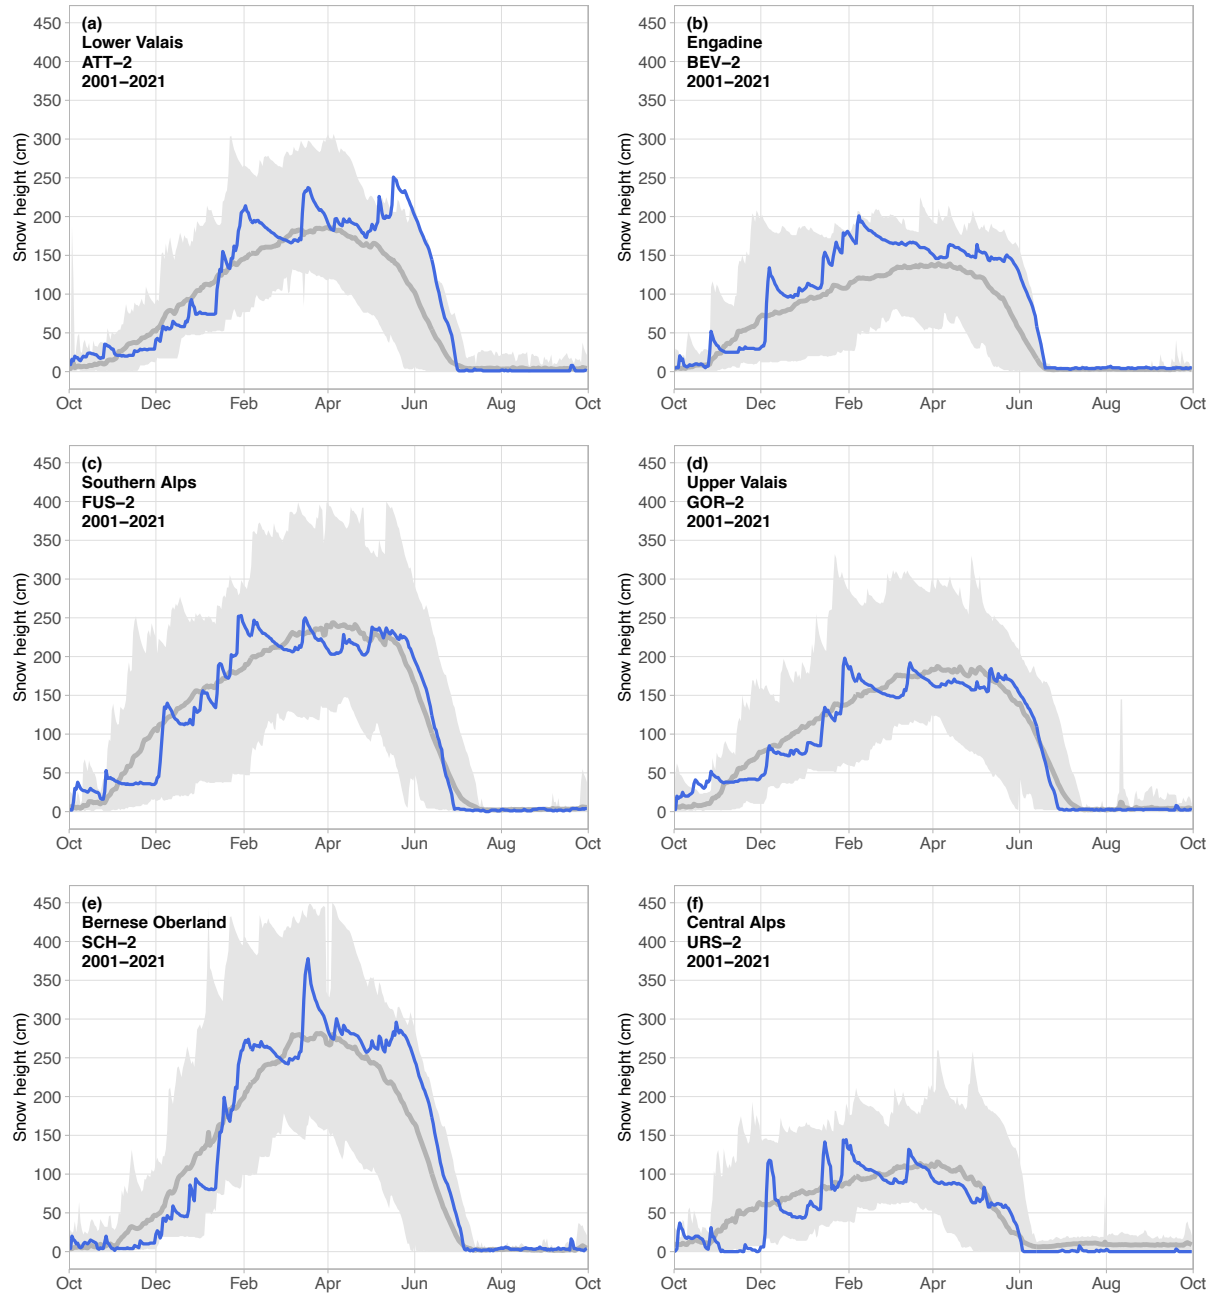 (a)
Lower Valais
ATT−2
2001−2021
Snow height (cm)
450
400
350
300
250
200
150
100
50
0
Oct Dec Feb Apr Jun Aug Oct
(b)
Engadine
BEV−2
2001−2021
Snow height (cm)
450
400
350
300
250
200
150
100
50
0
Oct Dec Feb Apr Jun Aug Oct
(c)
Southern Alps
FUS−2
2001−2021
Snow height (cm)
450
400
350
300
250
200
150
100
50
0
Oct Dec Feb Apr Jun Aug Oct
(d)
Upper Valais
GOR−2
2001−2021
Snow height (cm)
450
400
350
300
250
200
150
100
50
0
Oct Dec Feb Apr Jun Aug Oct
(e)
Bernese Oberland
SCH−2
2001−2021
Snow height (cm)
450
400
350
300
250
200
150
100
50
0
Oct Dec Feb Apr Jun Aug Oct
(f)
Central Alps
URS−2
2001−2021
Snow height (cm)
450
400
350
300
250
200
150
100
50
0
Oct Dec Feb Apr Jun Aug Oct